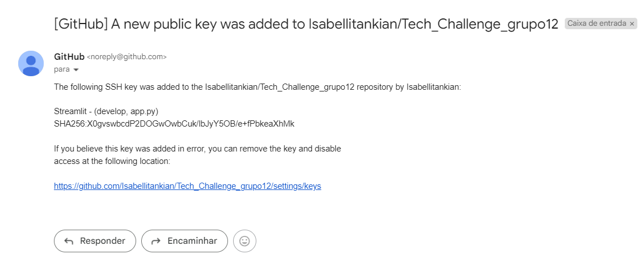 [GitHub] A new public key was added to Isabellitankian/Tech_Challenge_grupo12 Caixa de entrada ×
GitHub <noreply@github.com>
para
The following SSH key was added to the Isabellitankian/Tech_Challenge_grupo12 repository by Isabellitankian:
Streamlit - (develop, app.py)
SHA256:X0gvswbcdP2DOGwOwbCuk/lbJyY5OB/e+fPbkeaXhMk
If you believe this key was added in error, you can remove the key and disable
access at the following location:
https://github.com/Isabellitankian/Tech_Challenge_grupo12/settings/keys
Responder Encaminhar